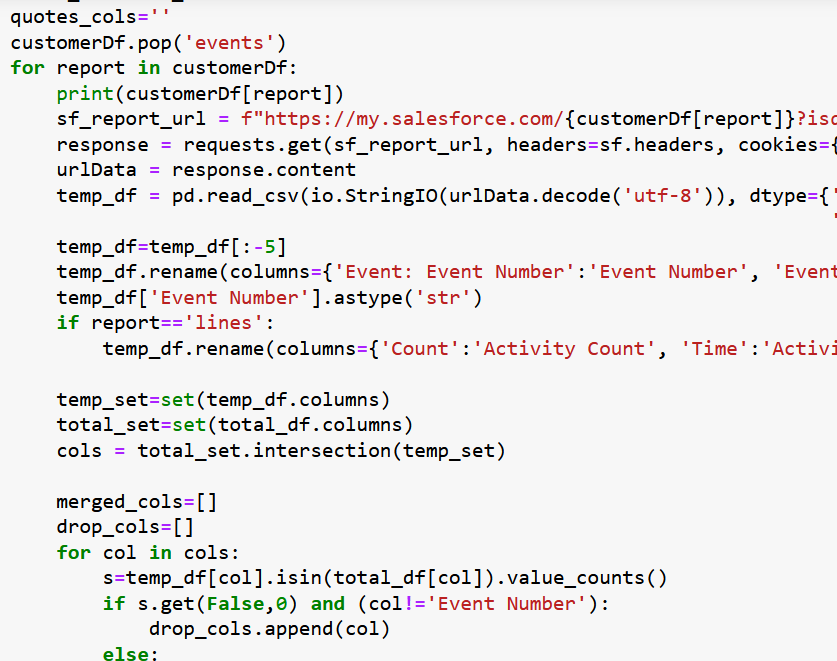 quotes_cols=''
customerDf.pop('events')
for report in customerDf:
    print(customerDf[report])
    sf_report_url = f"https://my.salesforce.com/{customerDf[report]}?isd
    response = requests.get(sf_report_url, headers=sf.headers, cookies={
    urlData = response.content
    temp_df = pd.read_csv(io.StringIO(urlData.decode('utf-8')), dtype={'
    temp_df=temp_df[:-5]
    temp_df.rename(columns={'Event: Event Number':'Event Number', 'Event
    temp_df['Event Number'].astype('str')
    if report=='lines':
        temp_df.rename(columns={'Count':'Activity Count', 'Time':'Activi
    temp_set=set(temp_df.columns)
    total_set=set(total_df.columns)
    cols = total_set.intersection(temp_set)
    merged_cols=[]
    drop_cols=[]
    for col in cols:
        s=temp_df[col].isin(total_df[col]).value_counts()
        if s.get(False,0) and (col!='Event Number'):
            drop_cols.append(col)
        else: